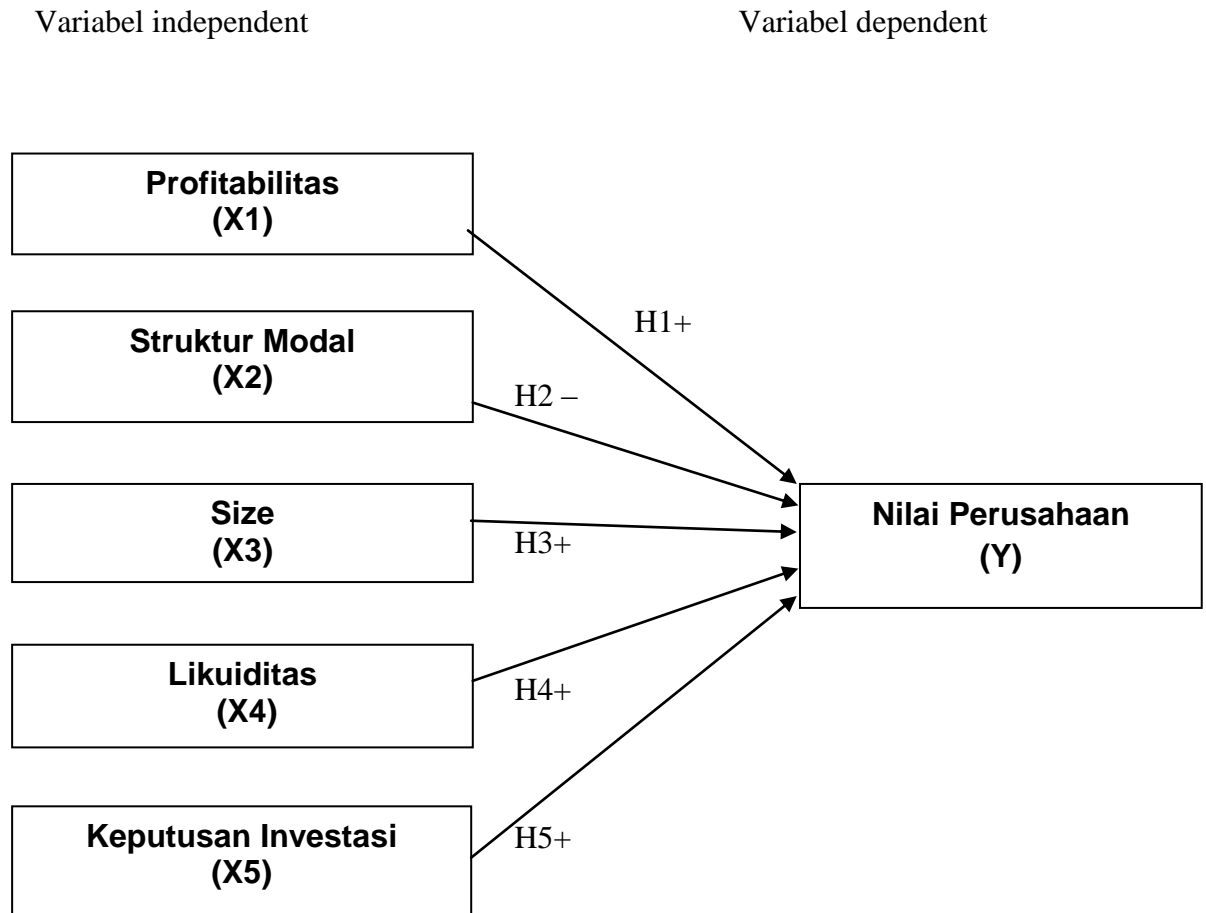 Variabel independent
Variabel dependent
Profitabilitas
(X1)
H1+
Struktur Modal
(X2)
H2 –
Size
(X3)
H3+
Nilai Perusahaan
(Y)
Likuiditas
(X4)
H4+
Keputusan Investasi
(X5)
H5+